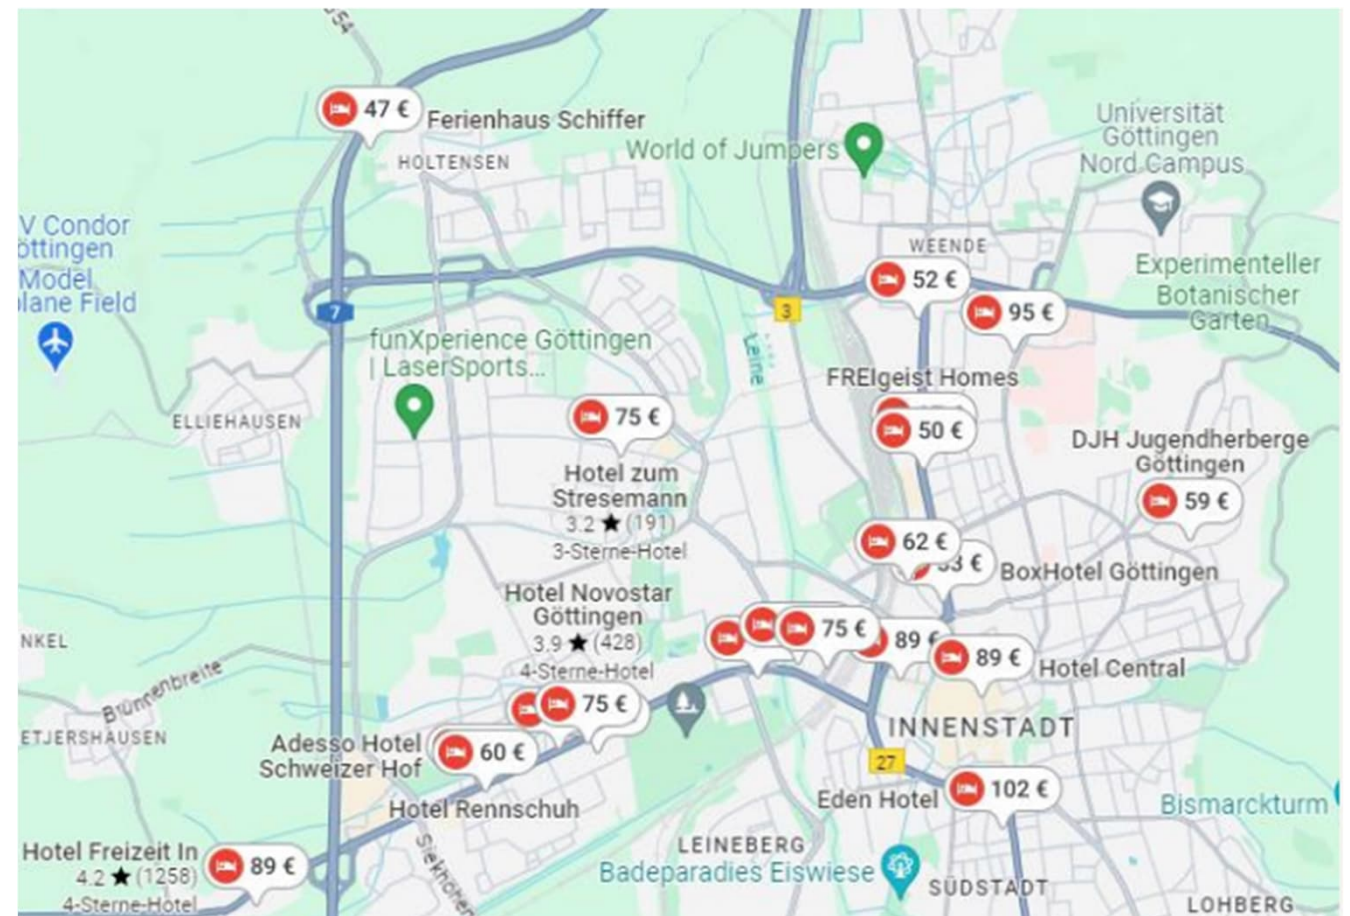 47 €
Ferienhaus Schiffer
HOLTENSEN
World of Jumpers
Universität
Göttingen
Nord Campus
V Condor
öttingen
Model
lane Field
WEENDE
52 €
95 €
Experimenteller
Botanischer
Garten
7
3
Leine
funXperience Göttingen
| LaserSports...
FREIgeist Homes
ELLIEHAUSEN
75 €
50 €
Hotel zum
Stresemann
3.2 ★ (191)
3-Sterne-Hotel
DJH Jugendherberge
Göttingen
59 €
62 €
BoxHotel Göttingen
Hotel Novostar
Göttingen
3.9 ★ (428)
4-Sterne-Hotel
75 €
89 €
89 €
Hotel Central
NKEL
Brünnenbreite
ETJERSHAUSEN
75 €
INNENSTADT
Adesso Hotel
Schweizer Hof
60 €
27
Hotel Rennschuh
Eden Hotel
102 €
Bismarckturm
Hotel Freizeit In
4.2 ★ (1258)
4-Sterne-Hotel
89 €
Siekhöhen
LEINEBERG
Badeparadies Eiswiese
SÜDSTADT
LOHBERG